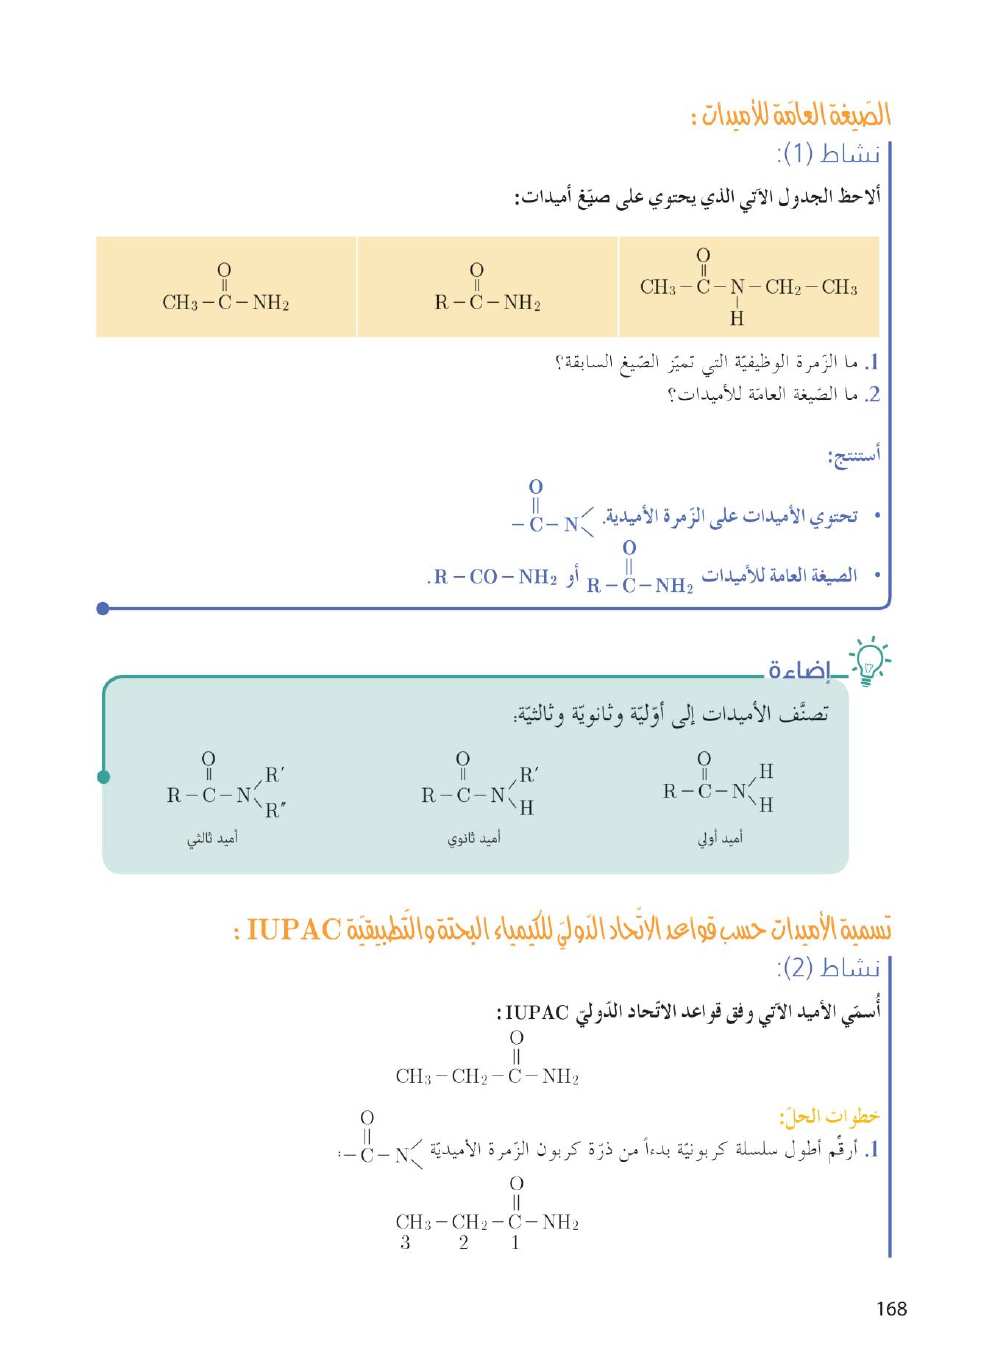 الصّيغة العامّة للأميدات :
نشاط (1):
ألاحظ الجدول الآتي الذي يحتوي على صيَغ أميدات:
O
||
CH₃ – C – N – CH₂ – CH₃
|
H
O
||
R – C – NH₂
O
||
CH₃ – C – NH₂
1. ما الزّمرة الوظيفيّة التي تميّز الصّيغ السابقة؟
2. ما الصّيغة العامّة للأميدات؟
أستنتج:
• تحتوي الأميدات على الزّمرة الأميدية.
O
||
– C – N
• الصيغة العامة للأميدات
O
||
R – C – NH₂
أو R – CO – NH₂ .
إضاءة
تصنَّف الأميدات إلى أوّليّة وثانويّة وثالثيّة:
O
||
R – C – N
H
H
أميد أولي
O
||
R – C – N
R′
H
أميد ثانوي
O
||
R – C – N
R′
R″
أميد ثالثي
تسمية الأميدات حسب قواعد الاتّحاد الدّوليّ للكيمياء البحتة والتّطبيقيّة IUPAC :
نشاط (2):
أُسمّي الأميد الآتي وفق قواعد الاتّحاد الدّوليّ IUPAC :
O
||
CH₃ – CH₂ – C – NH₂
خطوات الحلّ:
1. أرقّم أطول سلسلة كربونيّة بدءاً من ذرّة كربون الزّمرة الأميديّة
O
||
– C – N :
O
||
CH₃ – CH₂ – C – NH₂
3 2 1
168